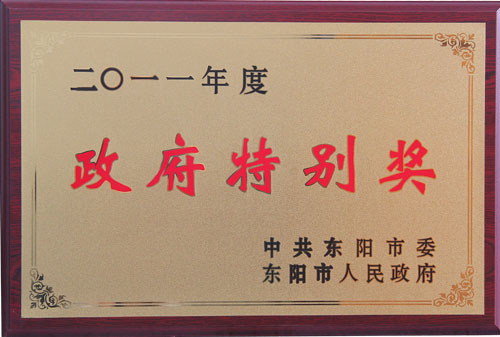 二〇一一年度
政府特别奖
中共东阳市委
东阳市人民政府